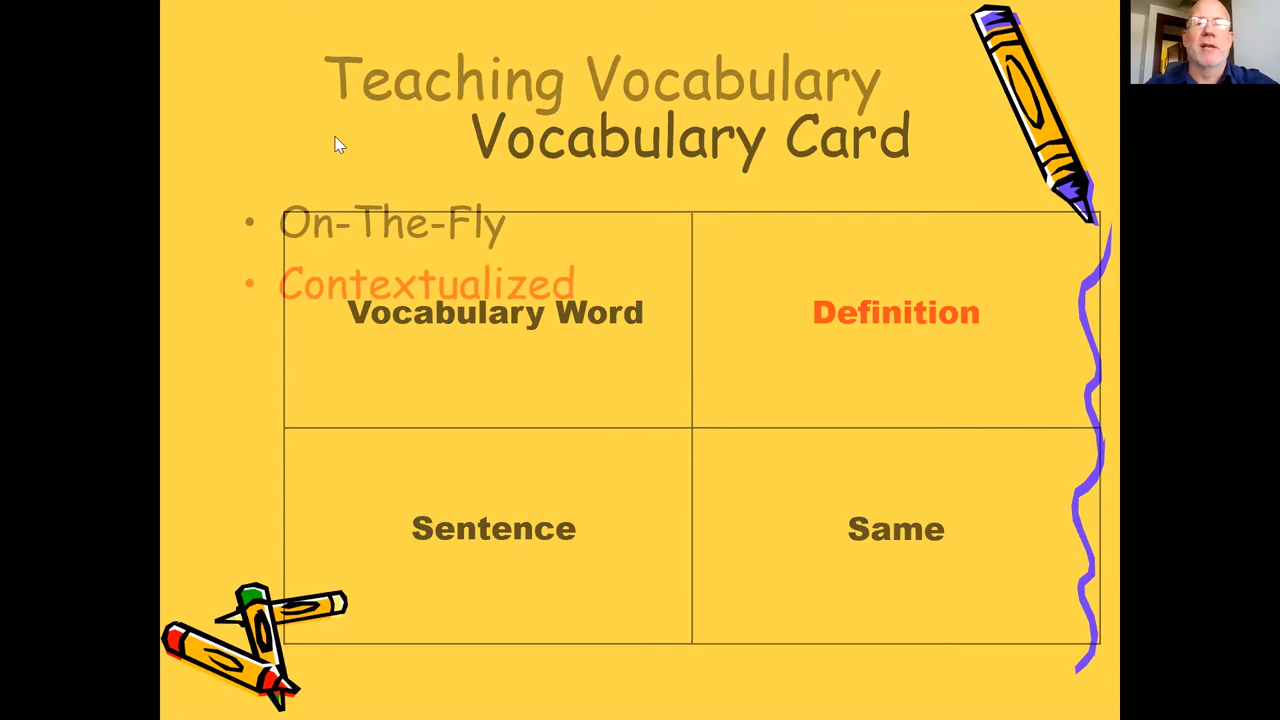 Teaching Vocabulary
Vocabulary Card
• On-The-Fly
• Contextualized
Vocabulary Word
Definition
Sentence
Same